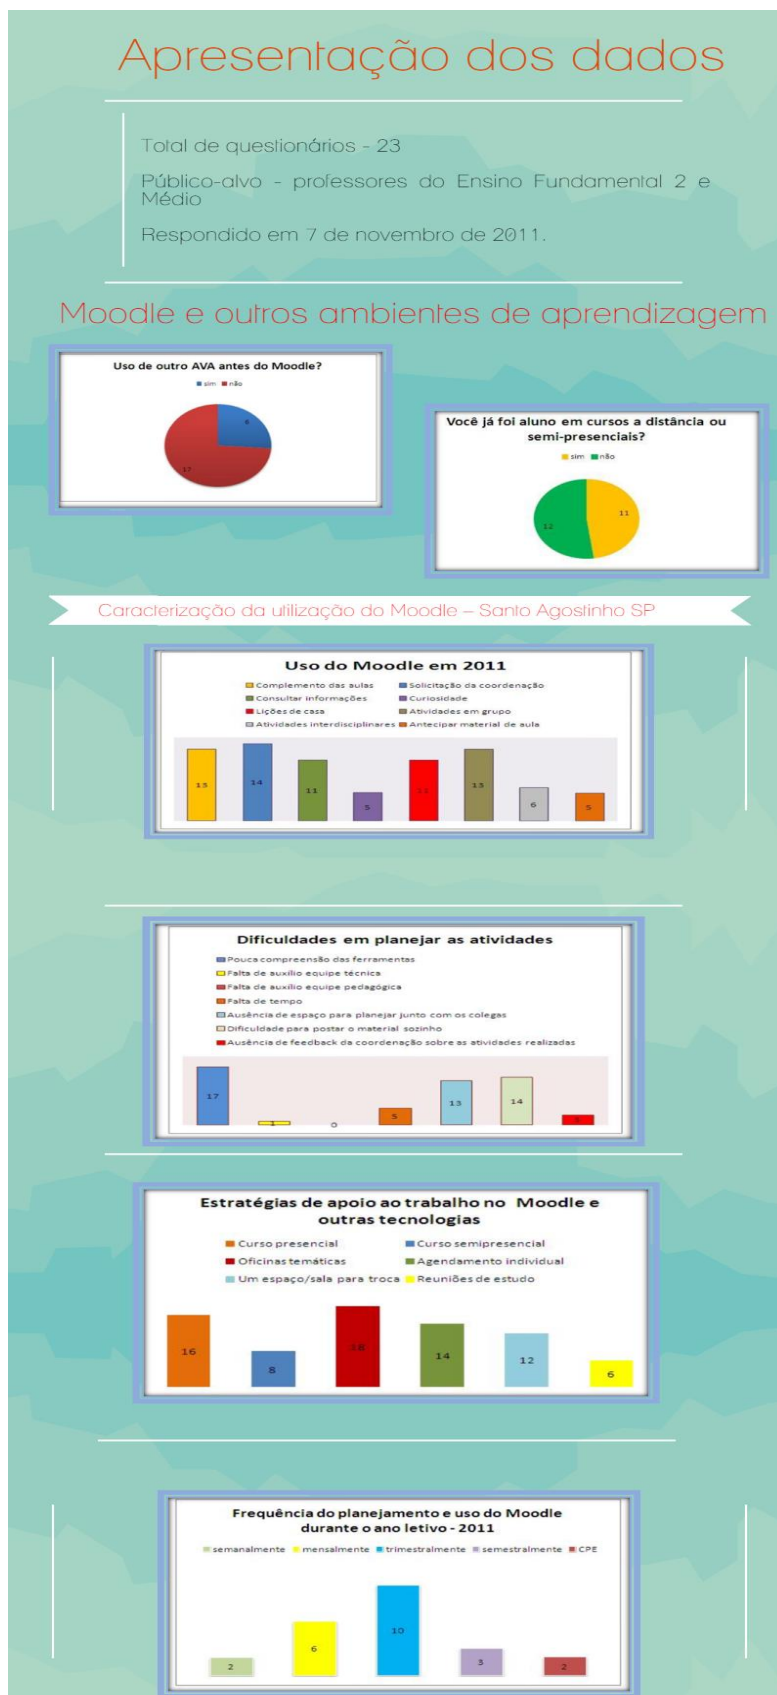 Apresentação dos dados
Total de questionários - 23
Público-alvo - professores do Ensino Fundamental 2 e
Médio
Respondido em 7 de novembro de 2011.
Moodle e outros ambientes de aprendizagem
Uso de outro AVA antes do Moodle?
sim não
6
17
Você já foi aluno em cursos a distância ou
semi-presenciais?
sim não
11
12
Caracterização da utilização do Moodle – Santo Agostinho SP
Uso do Moodle em 2011
Complemento das aulas Solicitação da coordenação
Consultar informações Curiosidade
Lições de casa Atividades em grupo
Atividades interdisciplinares Antecipar material de aula
13 14 11 5 13 6 5
Dificuldades em planejar as atividades
Pouca compreensão das ferramentas
Falta de auxílio equipe técnica
Falta de auxílio equipe pedagógica
Falta de tempo
Ausência de espaço para planejar junto com os colegas
Dificuldade para postar o material sozinho
Ausência de feedback da coordenação sobre as atividades realizadas
17 1 0 5 13 14
Estratégias de apoio ao trabalho no Moodle e
outras tecnologias
Curso presencial Curso semipresencial
Oficinas temáticas Agendamento individual
Um espaço/sala para troca Reuniões de estudo
16 8 18 14 12 6
Frequência do planejamento e uso do Moodle
durante o ano letivo - 2011
semanalmente mensalmente trimestralmente semestralmente CPE
2 6 10 3 2